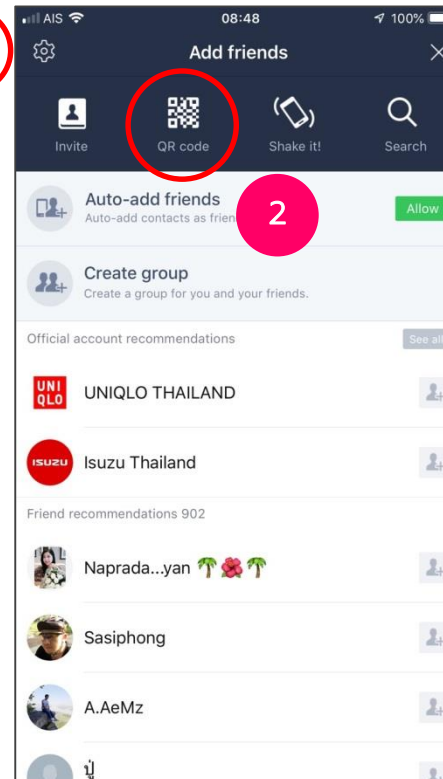 AIS 08:48 100%
Add friends
Invite QR code Shake it! Search
Auto-add friends
Auto-add contacts as frien
2
Allow
Create group
Create a group for you and your friends.
Official account recommendations See all
UNI
QLO
UNIQLO THAILAND
ISUZU
Isuzu Thailand
Friend recommendations 902
Naprada...yan
Sasiphong
A.AeMz
ปู่